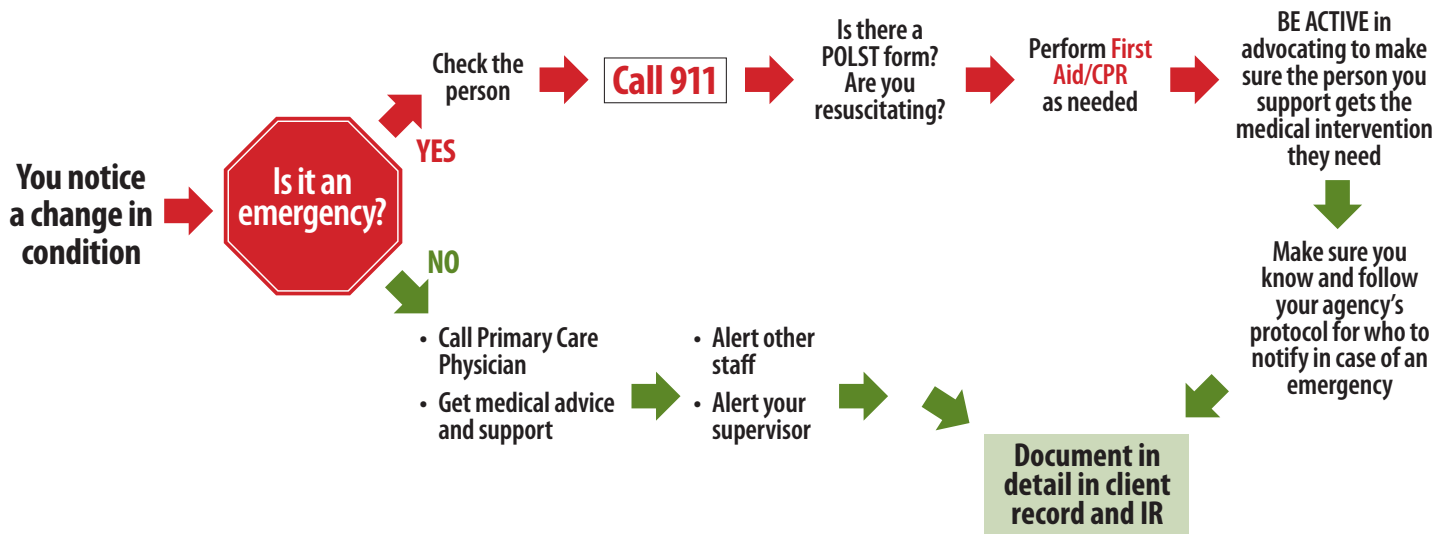 You notice
a change in
condition
Is it an
emergency?
YES
Check the
person
Call 911
Is there a
POLST form?
Are you
resuscitating?
Perform First
Aid/CPR
as needed
BE ACTIVE in
advocating to make
sure the person you
support gets the
medical intervention
they need
Make sure you
know and follow
your agency's
protocol for who to
notify in case of an
emergency
NO
• Call Primary Care
Physician
• Get medical advice
and support
• Alert other
staff
• Alert your
supervisor
Document in
detail in client
record and IR